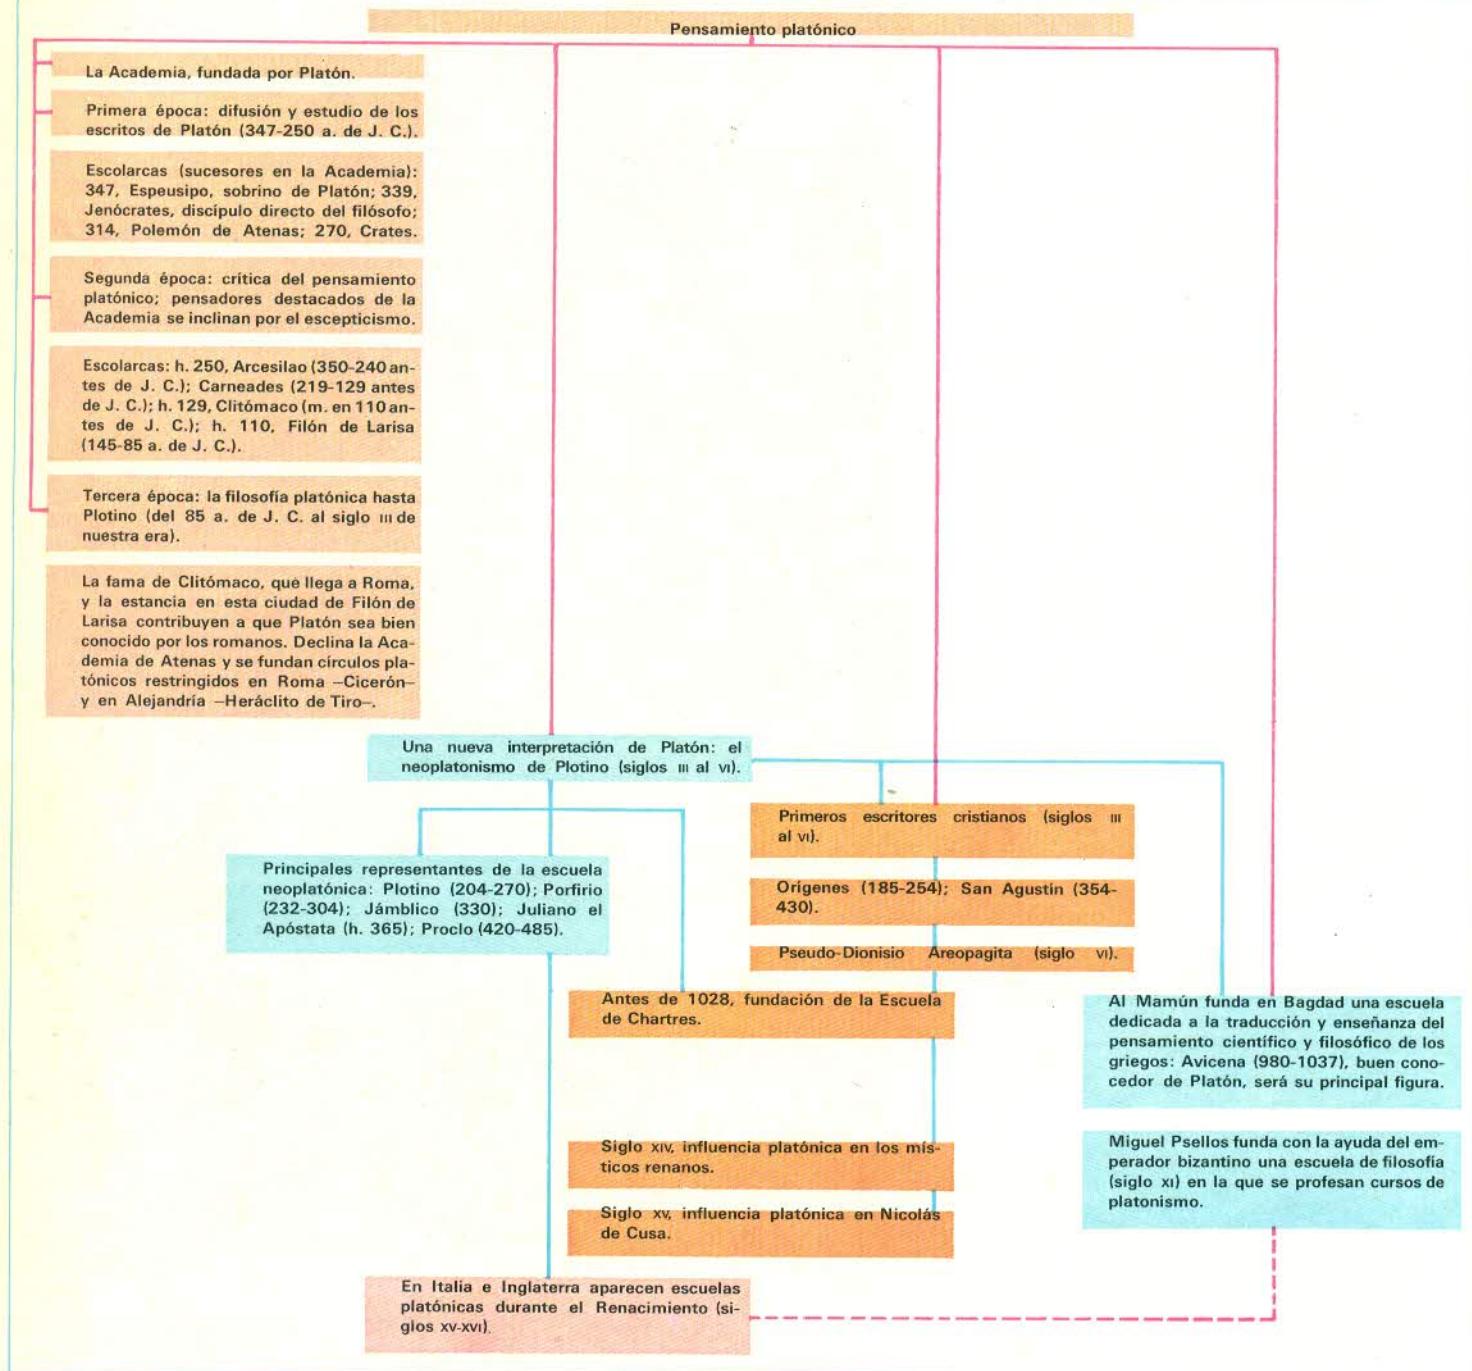 Pensamiento platónico
La Academia, fundada por Platón.
Primera época: difusión y estudio de los
escritos de Platón (347-250 a. de J. C.).
Escolarcas (sucesores en la Academia):
347, Espeusipo, sobrino de Platón; 339,
Jenócrates, discípulo directo del filósofo;
314, Polemón de Atenas; 270, Crates.
Segunda época: crítica del pensamiento
platónico; pensadores destacados de la
Academia se inclinan por el escepticismo.
Escolarcas: h. 250, Arcesilao (350-240 an-
tes de J. C.); Carneades (219-129 antes
de J. C.); h. 129, Clitómaco (m. en 110 an-
tes de J. C.); h. 110, Filón de Larisa
(145-85 a. de J. C.).
Tercera época: la filosofía platónica hasta
Plotino (del 85 a. de J. C. al siglo III de
nuestra era).
La fama de Clitómaco, que llega a Roma,
y la estancia en esta ciudad de Filón de
Larisa contribuyen a que Platón sea bien
conocido por los romanos. Declina la Aca-
demia de Atenas y se fundan círculos pla-
tónicos restringidos en Roma –Cicerón–
y en Alejandría –Heráclito de Tiro–.
Una nueva interpretación de Platón: el
neoplatonismo de Plotino (siglos III al VI).
Principales representantes de la escuela
neoplatónica: Plotino (204-270); Porfirio
(232-304); Jámblico (330); Juliano el
Apóstata (h. 365); Proclo (420-485).
Primeros escritores cristianos (siglos III
al VI).
Orígenes (185-254); San Agustín (354-
430).
Pseudo-Dionisio Areopagita (siglo VI).
Antes de 1028, fundación de la Escuela
de Chartres.
Siglo XIV, influencia platónica en los mís-
ticos renanos.
Siglo XV, influencia platónica en Nicolás
de Cusa.
Al Mamún funda en Bagdad una escuela
dedicada a la traducción y enseñanza del
pensamiento científico y filosófico de los
griegos: Avicena (980-1037), buen cono-
cedor de Platón, será su principal figura.
Miguel Psellos funda con la ayuda del em-
perador bizantino una escuela de filosofía
(siglo XI) en la que se profesan cursos de
platonismo.
En Italia e Inglaterra aparecen escuelas
platónicas durante el Renacimiento (si-
glos XV-XVI).